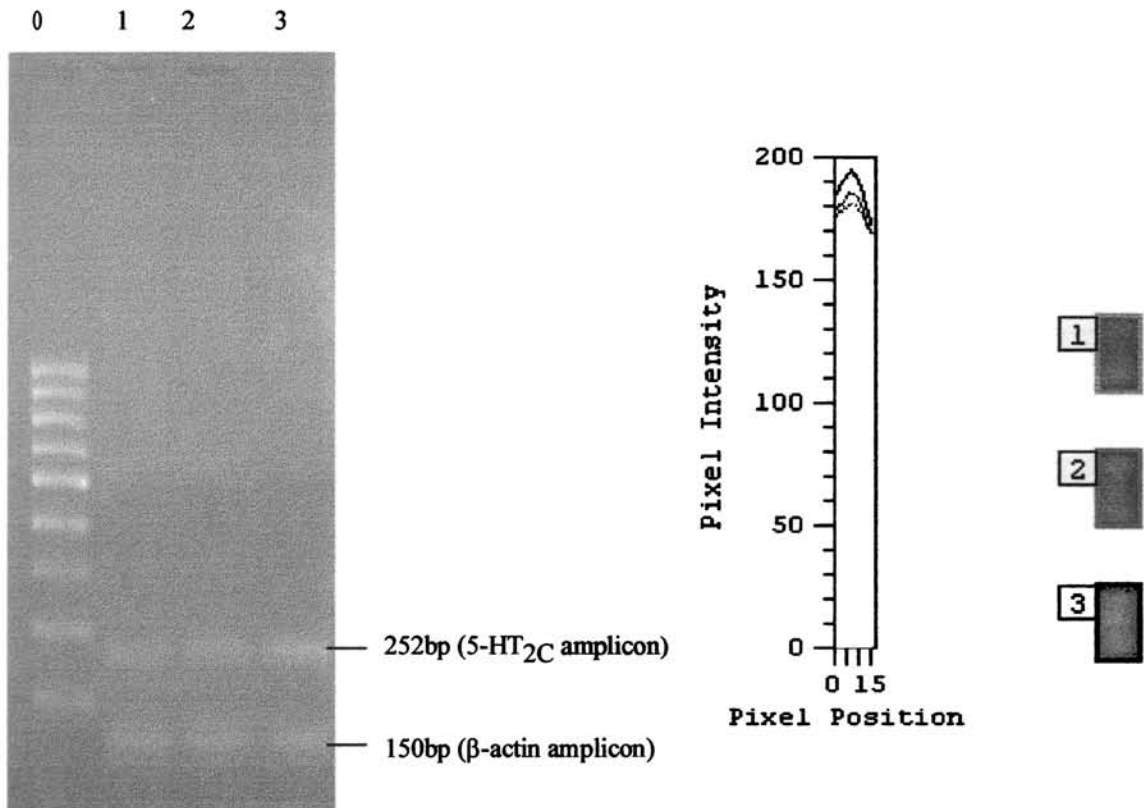 0 1 2 3
252bp (5-HT2C amplicon)
150bp (β-actin amplicon)
200
150
100
50
0
Pixel Intensity
0 15
Pixel Position
1
2
3